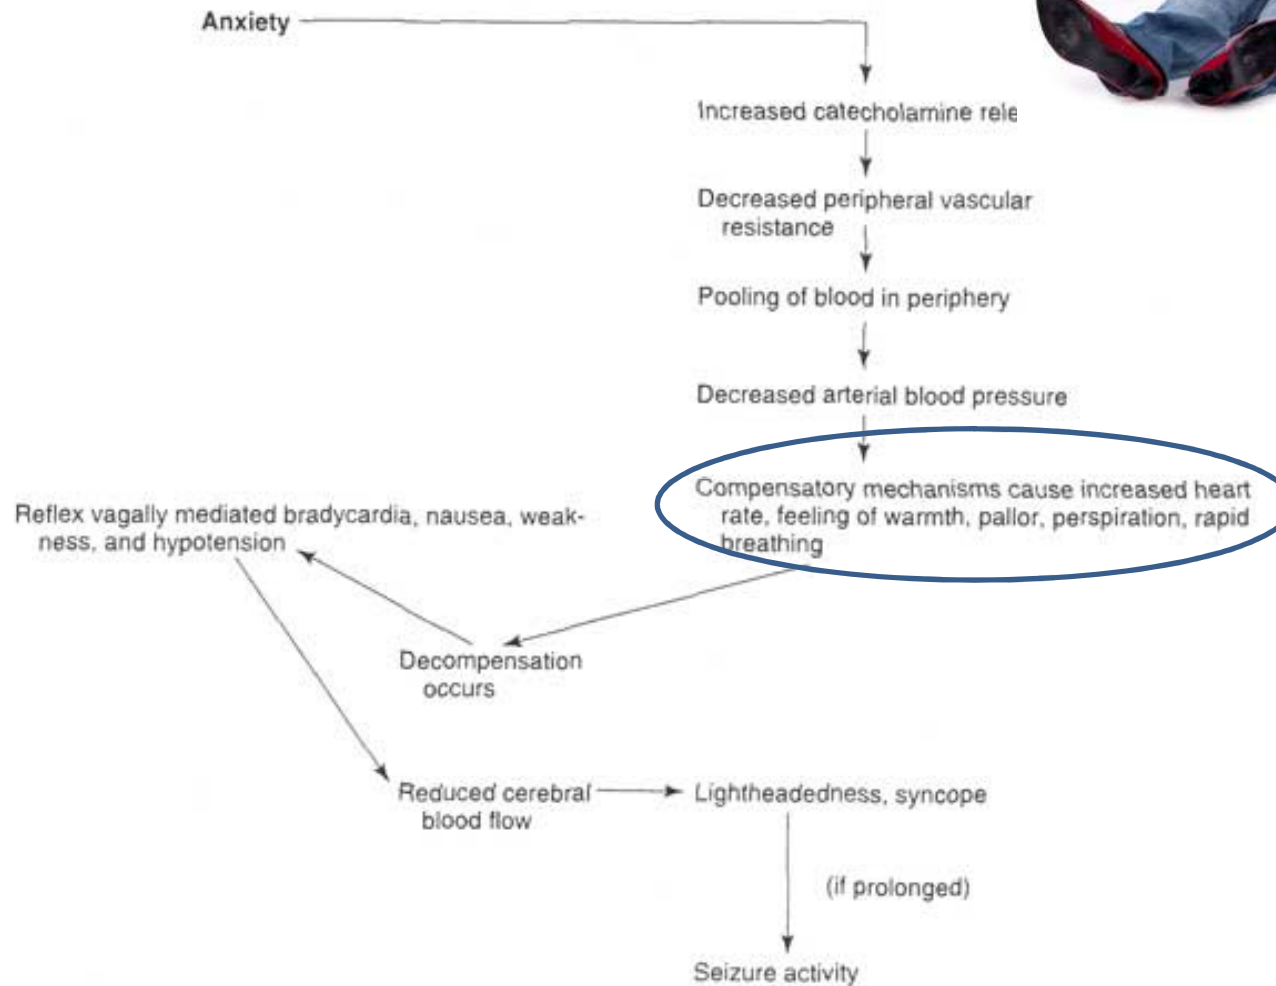 Anxiety
Increased catecholamine rele
Decreased peripheral vascular
resistance
Pooling of blood in periphery
Decreased arterial blood pressure
Compensatory mechanisms cause increased heart
rate, feeling of warmth, pallor, perspiration, rapid
breathing
Decompensation
occurs
Reflex vagally mediated bradycardia, nausea, weak-
ness, and hypotension
Reduced cerebral
blood flow
Lightheadedness, syncope
(if prolonged)
Seizure activity